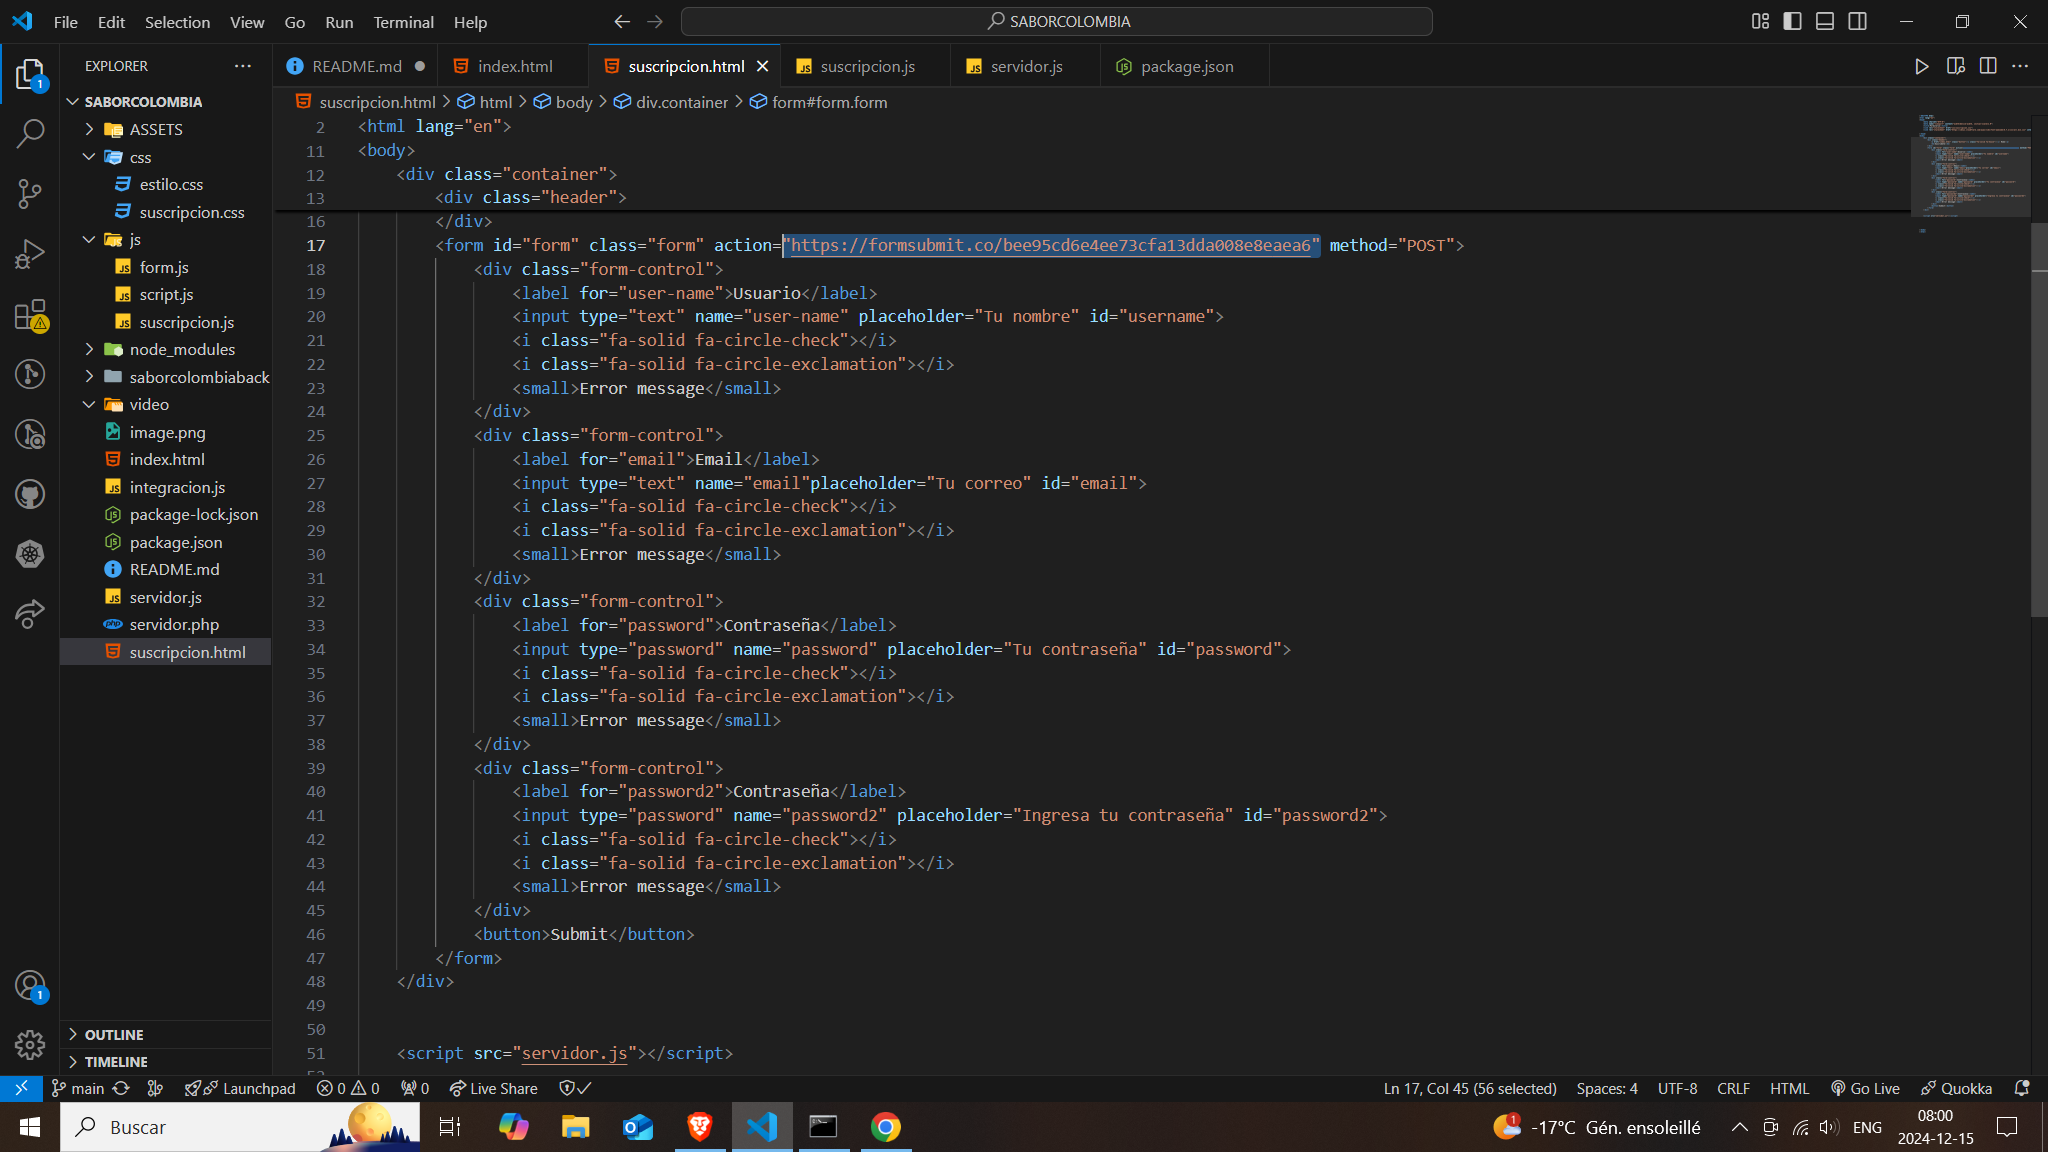 File Edit Selection View Go Run Terminal Help
SABORCOLOMBIA
EXPLORER
README.md
index.html
suscripcion.html
suscripcion.js
servidor.js
package.json
suscripcion.html > html > body > div.container > form#form.form
1
SABORCOLOMBIA
ASSETS
css
estilo.css
suscripcion.css
js
form.js
script.js
suscripcion.js
node_modules
saborcolombiaback
video
image.png
index.html
integracion.js
package-lock.json
package.json
README.md
servidor.js
servidor.php
suscripcion.html
OUTLINE
TIMELINE
1
2 <html lang="en">
11 <body>
12 <div class="container">
13 <div class="header">
16 </div>
17 <form id="form" class="form" action="https://formsubmit.co/bee95cd6e4ee73cfa13dda008e8eaea6" method="POST">
18 <div class="form-control">
19 <label for="user-name">Usuario</label>
20 <input type="text" name="user-name" placeholder="Tu nombre" id="username">
21 <i class="fa-solid fa-circle-check"></i>
22 <i class="fa-solid fa-circle-exclamation"></i>
23 <small>Error message</small>
24 </div>
25 <div class="form-control">
26 <label for="email">Email</label>
27 <input type="text" name="email"placeholder="Tu correo" id="email">
28 <i class="fa-solid fa-circle-check"></i>
29 <i class="fa-solid fa-circle-exclamation"></i>
30 <small>Error message</small>
31 </div>
32 <div class="form-control">
33 <label for="password">Contraseña</label>
34 <input type="password" name="password" placeholder="Tu contraseña" id="password">
35 <i class="fa-solid fa-circle-check"></i>
36 <i class="fa-solid fa-circle-exclamation"></i>
37 <small>Error message</small>
38 </div>
39 <div class="form-control">
40 <label for="password2">Contraseña</label>
41 <input type="password" name="password2" placeholder="Ingresa tu contraseña" id="password2">
42 <i class="fa-solid fa-circle-check"></i>
43 <i class="fa-solid fa-circle-exclamation"></i>
44 <small>Error message</small>
45 </div>
46 <button>Submit</button>
47 </form>
48 </div>
49
50
51 <script src="servidor.js"></script>
main Launchpad 0 0 0 Live Share
Ln 17, Col 45 (56 selected) Spaces: 4 UTF-8 CRLF HTML Go Live Quokka
Buscar
1 -17°C Gén. ensoleillé
ENG
08:00
2024-12-15